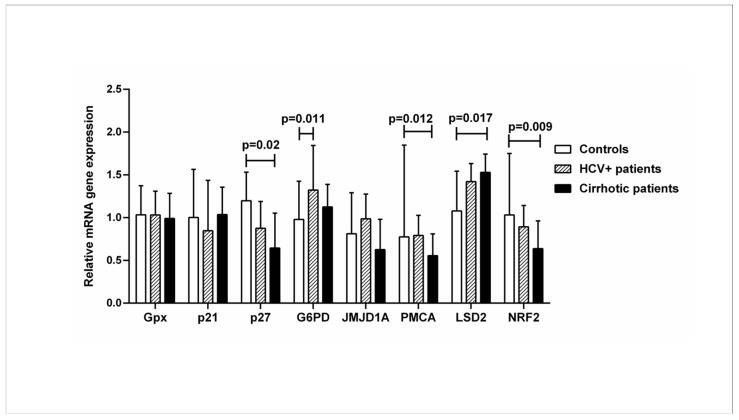 Relative mRNA gene expression
2.5
2.0
1.5
1.0
0.5
0.0
p=0.02
p=0.011
p=0.012
p=0.017
p=0.009
Controls
HCV+ patients
Cirrhotic patients
Gpx p21 p27 G6PD JMJD1A PMCA LSD2 NRF2